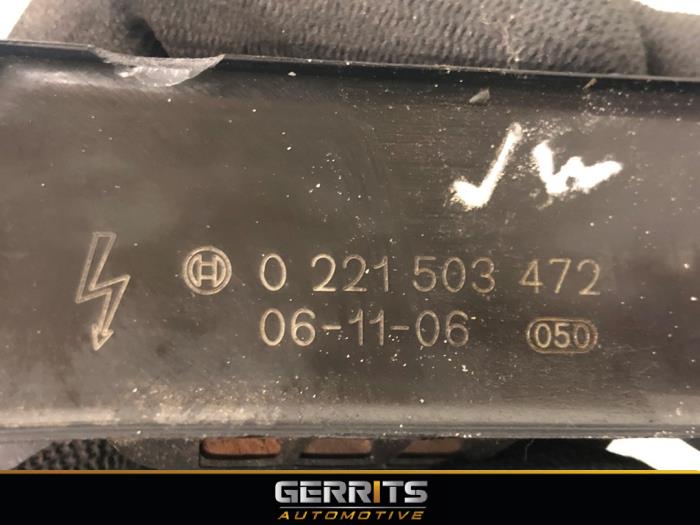 0 221 503 472
06-11-06 050
GERRITS
AUTOMOTIVE